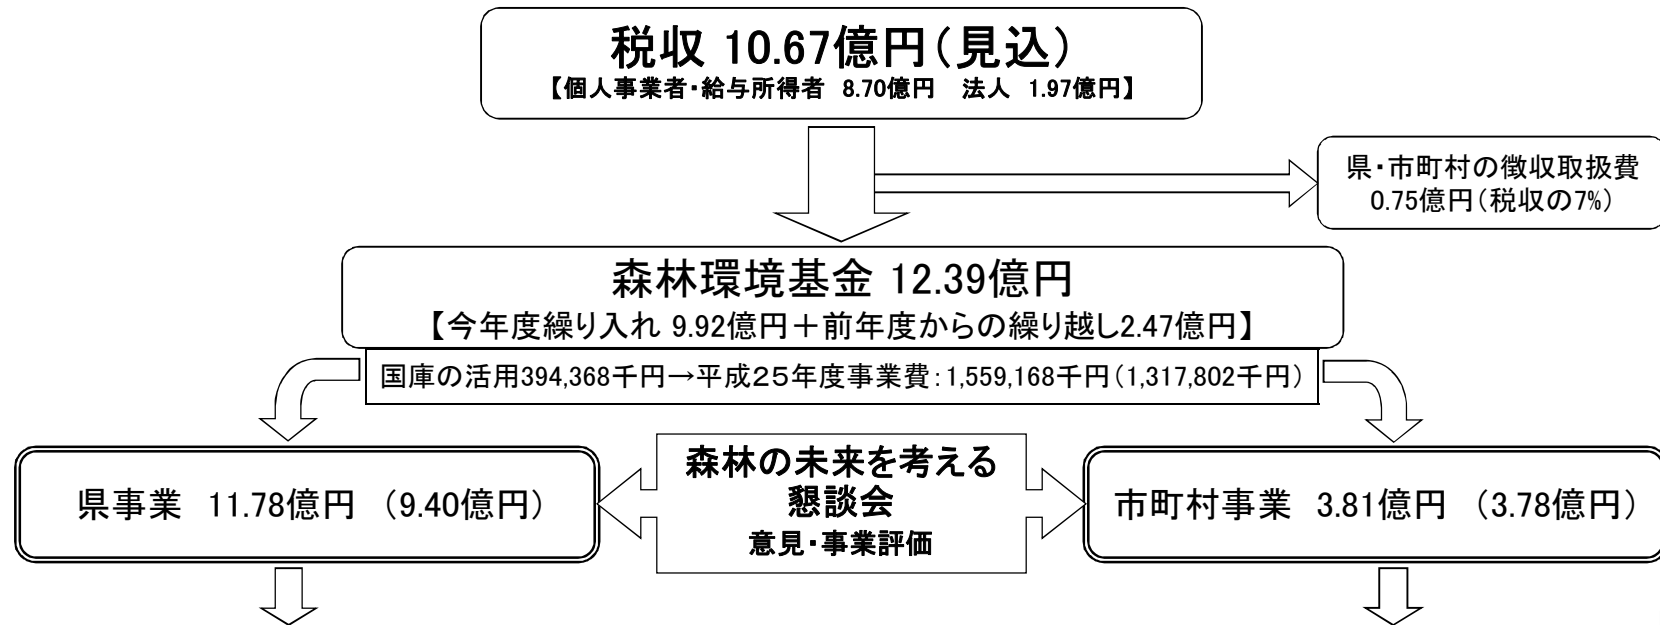 税収 10.67億円(見込)
【個人事業者・給与所得者 8.70億円 法人 1.97億円】
県・市町村の徴収取扱費
0.75億円(税収の7%)
森林環境基金 12.39億円
【今年度繰り入れ 9.92億円+前年度からの繰り越し2.47億円】
国庫の活用394,368千円→平成25年度事業費:1,559,168千円(1,317,802千円)
県事業 11.78億円 (9.40億円)
森林の未来を考える
懇談会
意見・事業評価
市町村事業 3.81億円 (3.78億円)